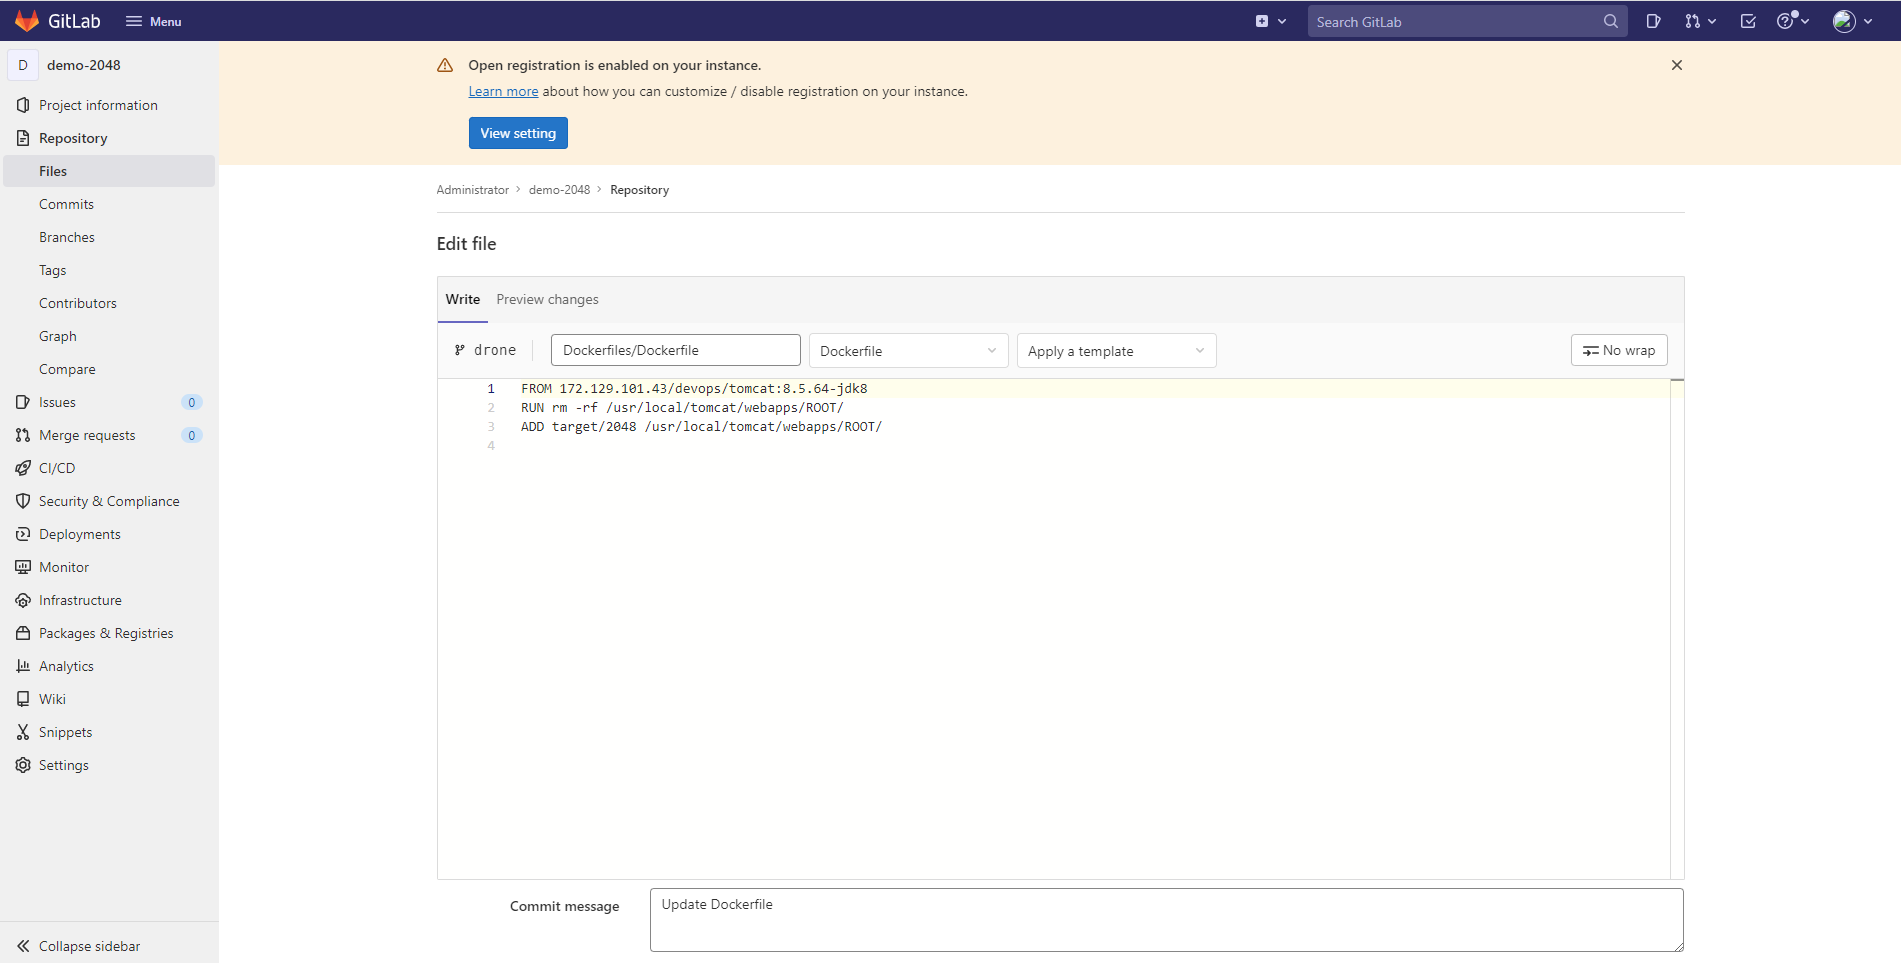 GitLab
Menu
Search GitLab
D demo-2048
Project information
Repository
Files
Commits
Branches
Tags
Contributors
Graph
Compare
Issues 0
Merge requests 0
CI/CD
Security & Compliance
Deployments
Monitor
Infrastructure
Packages & Registries
Analytics
Wiki
Snippets
Settings
Collapse sidebar
Open registration is enabled on your instance.
Learn more about how you can customize / disable registration on your instance.
View setting
Administrator > demo-2048 > Repository
Edit file
Write Preview changes
drone Dockerfiles/Dockerfile Dockerfile Apply a template No wrap
1 FROM 172.129.101.43/devops/tomcat:8.5.64-jdk8
2 RUN rm -rf /usr/local/tomcat/webapps/ROOT/
3 ADD target/2048 /usr/local/tomcat/webapps/ROOT/
4
Commit message Update Dockerfile